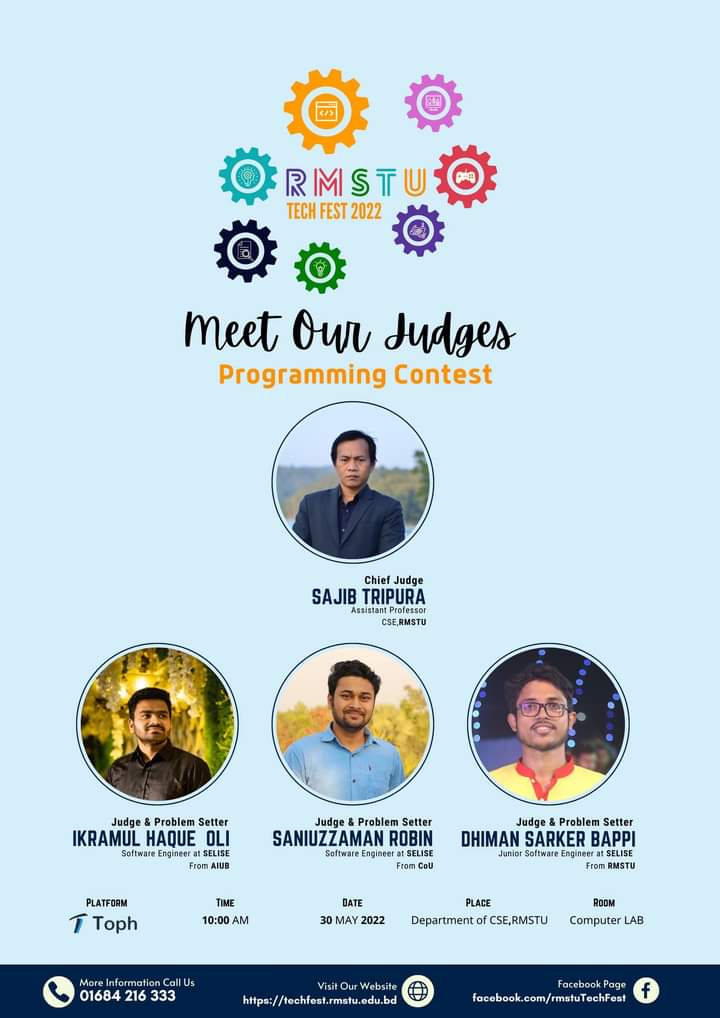 RMSTU
TECH FEST 2022
Meet Our Judges
Programming Contest
Chief Judge
SAJIB TRIPURA
Assistant Professor
CSE,RMSTU
Judge & Problem Setter
IKRAMUL HAQUE OLI
Software Engineer at SELISE
From AIUB
Judge & Problem Setter
SANIUZZAMAN ROBIN
Software Engineer at SELISE
From CoU
Judge & Problem Setter
DHIMAN SARKER BAPPI
Junior Software Engineer at SELISE
From RMSTU
PLATFORM
Toph
TIME
10:00 AM
DATE
30 MAY 2022
PLACE
Department of CSE,RMSTU
ROOM
Computer LAB
More Information Call Us
01684 216 333
Visit Our Website
https://techfest.rmstu.edu.bd
Facebook Page
facebook.com/rmstuTechFest